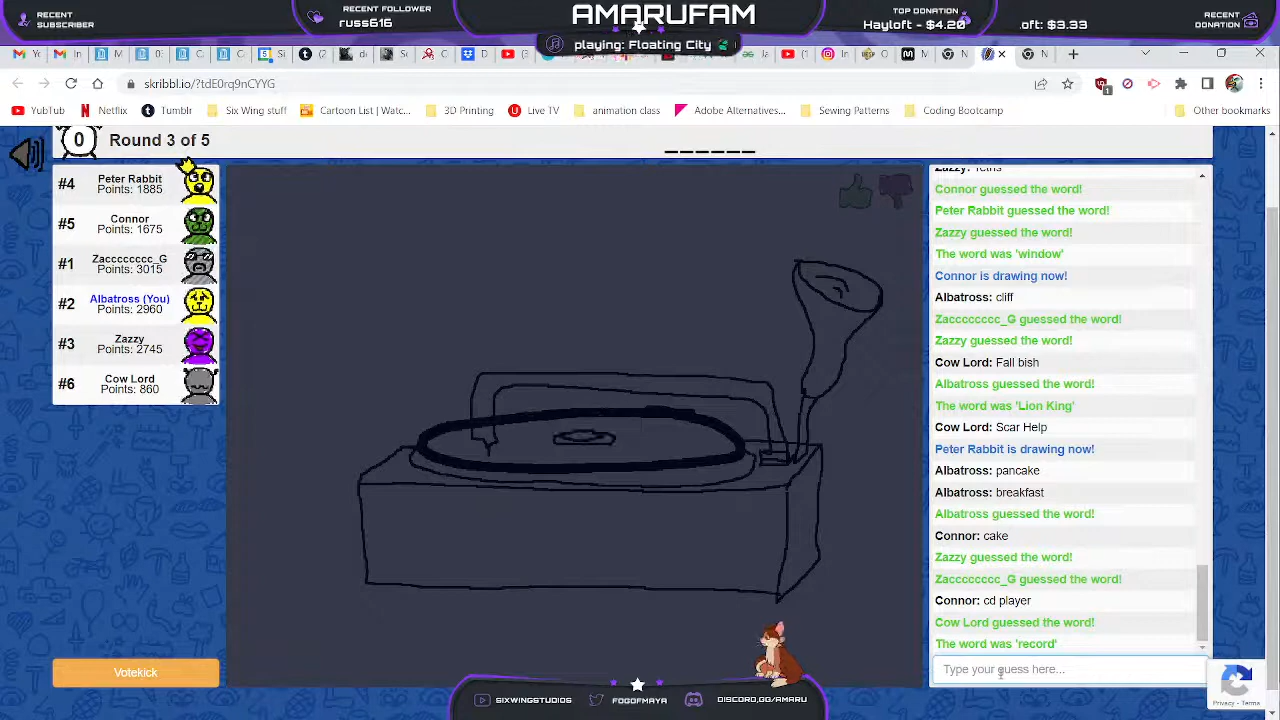 RECENT SUBSCRIBER
RECENT FOLLOWER
russ616
AMARUFAM
TOP DONATION
Hayloft - $4.20
oft: $3.33
RECENT DONATION
playing: Floating City
skribbl.io/?tdE0rq9nCYYG
YubTub
Netflix
Tumblr
Six Wing stuff
Cartoon List | Watc...
3D Printing
Live TV
animation class
Adobe Alternatives...
Sewing Patterns
Coding Bootcamp
Other bookmarks
0
Round 3 of 5
______
#4 Peter Rabbit
Points: 1885
#5 Connor
Points: 1675
#1 Zacccccccc_G
Points: 3015
#2 Albatross (You)
Points: 2960
#3 Zazzy
Points: 2745
#6 Cow Lord
Points: 860
Votekick
Connor guessed the word!
Peter Rabbit guessed the word!
Zazzy guessed the word!
The word was 'window'
Connor is drawing now!
Albatross: cliff
Zacccccccc_G guessed the word!
Zazzy guessed the word!
Cow Lord: Fall bish
Albatross guessed the word!
The word was 'Lion King'
Cow Lord: Scar Help
Peter Rabbit is drawing now!
Albatross: pancake
Albatross: breakfast
Albatross guessed the word!
Connor: cake
Zazzy guessed the word!
Zacccccccc_G guessed the word!
Connor: cd player
Cow Lord guessed the word!
The word was 'record'
Type your guess here...
Privacy - Terms
SIXWINGSTUDIOS
FOGOFMAYA
DISCORD.GG/AMARU